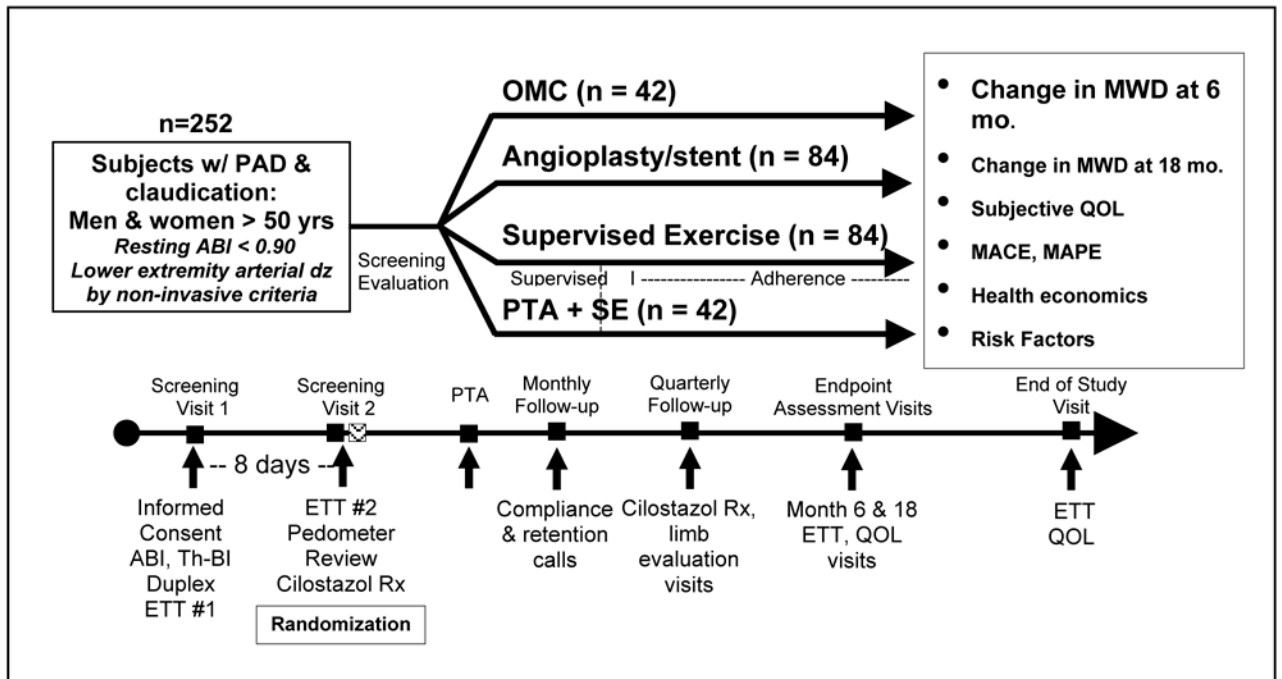 n=252
Subjects w/ PAD &
claudication:
Men & women > 50 yrs
Resting ABI < 0.90
Lower extremity arterial dz
by non-invasive criteria
Screening
Evaluation
OMC (n = 42)
Angioplasty/stent (n = 84)
Supervised Exercise (n = 84)
Supervised I ------------------ Adherence ---------
PTA + SE (n = 42)
• Change in MWD at 6
mo.
• Change in MWD at 18 mo.
• Subjective QOL
• MACE, MAPE
• Health economics
• Risk Factors
Screening
Visit 1
Screening
Visit 2
PTA
Monthly
Follow-up
Quarterly
Follow-up
Endpoint
Assessment Visits
End of Study
Visit
-- 8 days --
Informed
Consent
ABI, Th-BI
Duplex
ETT #1
ETT #2
Pedometer
Review
Cilostazol Rx
Randomization
Compliance
& retention
calls
Cilostazol Rx,
limb
evaluation
visits
Month 6 & 18
ETT, QOL
visits
ETT
QOL